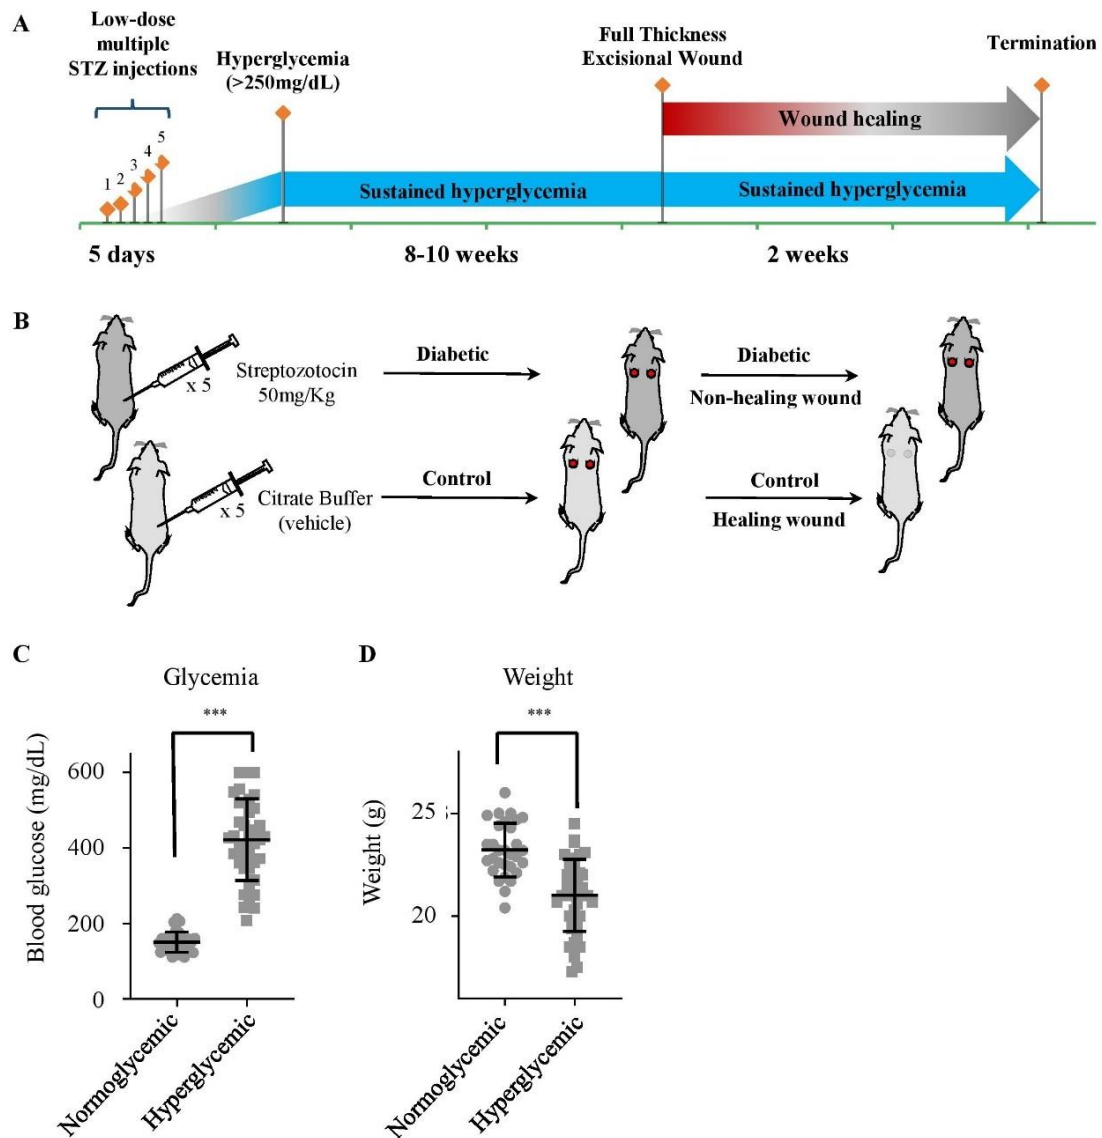 A
Low-dose
multiple
STZ injections
Hyperglycemia
(>250mg/dL)
Full Thickness
Excisional Wound
Termination
1
2
3
4
5
Wound healing
Sustained hyperglycemia
Sustained hyperglycemia
5 days
8-10 weeks
2 weeks
B
x 5
Streptozotocin
50mg/Kg
Diabetic
Diabetic
Non-healing wound
x 5
Citrate Buffer
(vehicle)
Control
Control
Healing wound
C
Glycemia
***
Blood glucose (mg/dL)
600
400
200
0
Normoglycemic
Hyperglycemic
D
Weight
***
Weight (g)
25
20
Normoglycemic
Hyperglycemic